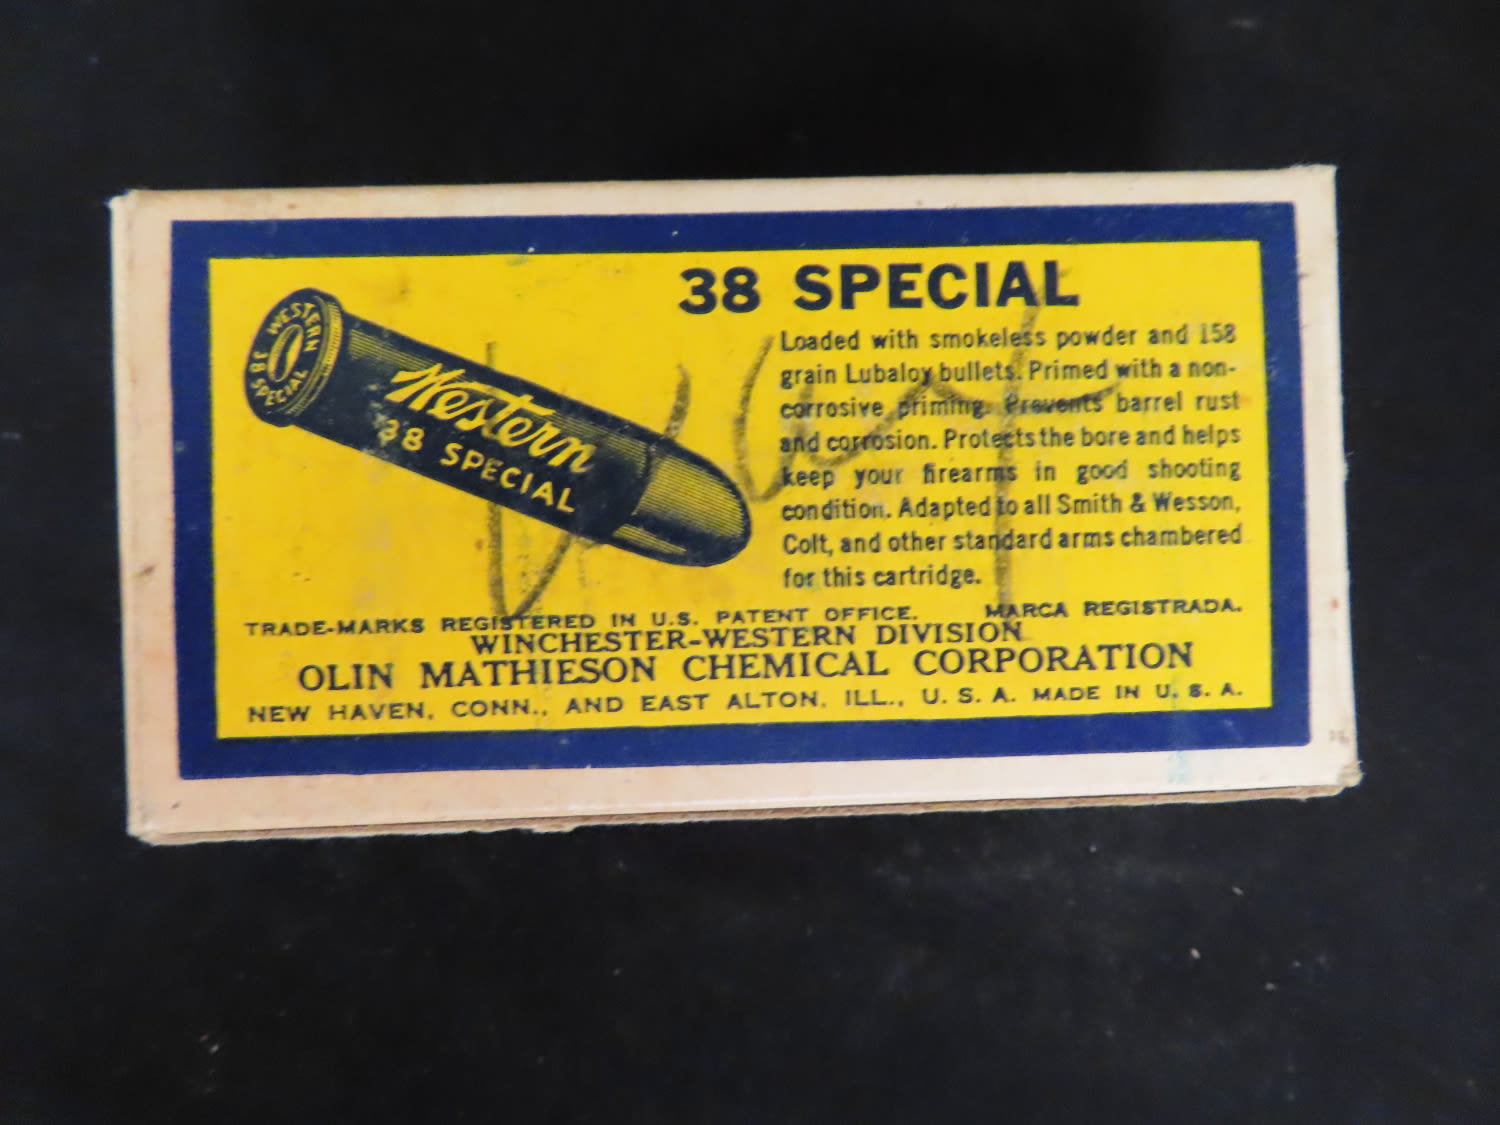 38 SPECIAL
WESTERN
38 SPECIAL
Western
38 SPECIAL
Loaded with smokeless powder and 158
grain Lubaloy bullets. Primed with a non-
corrosive priming. Prevents barrel rust
and corrosion. Protects the bore and helps
keep your firearms in good shooting
condition. Adapted to all Smith & Wesson,
Colt, and other standard arms chambered
for this cartridge.
TRADE-MARKS REGISTERED IN U.S. PATENT OFFICE. MARCA REGISTRADA.
WINCHESTER-WESTERN DIVISION
OLIN MATHIESON CHEMICAL CORPORATION
NEW HAVEN, CONN., AND EAST ALTON, ILL., U. S. A. MADE IN U. S. A.